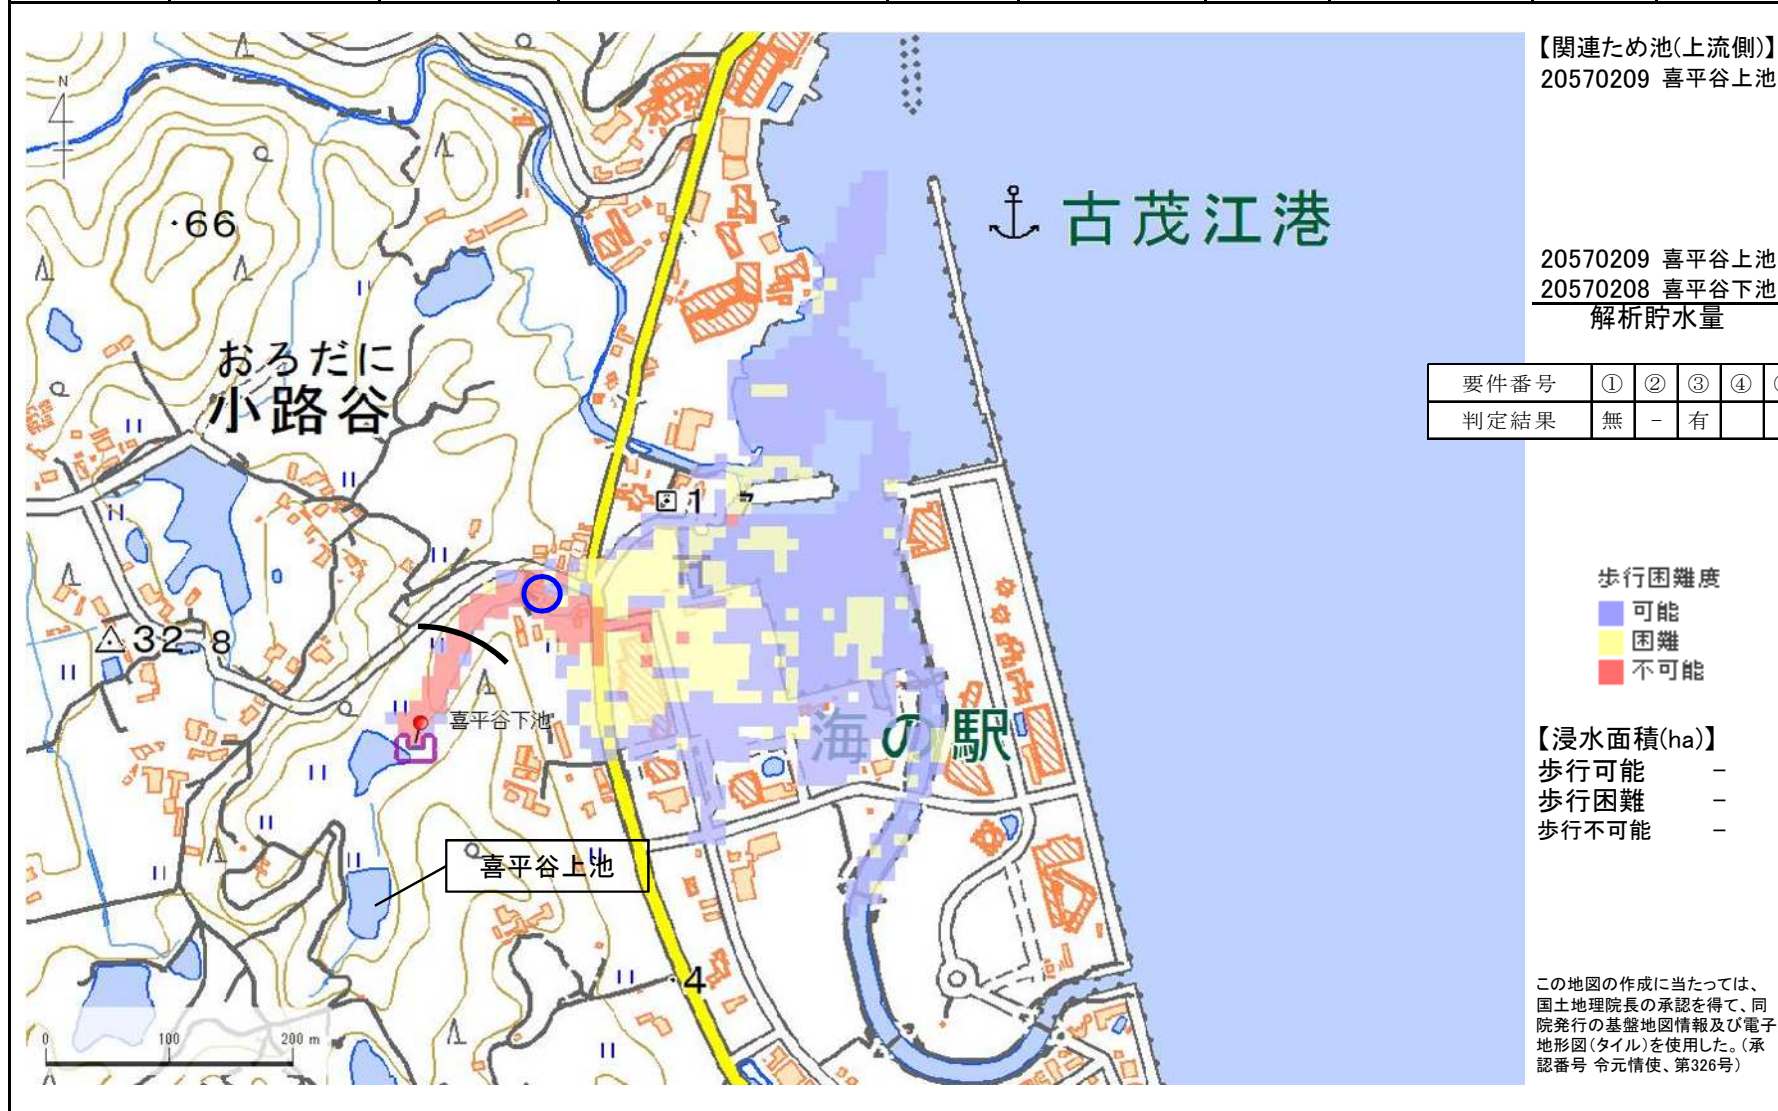 N
【関連ため池(上流側)】
20570209 喜平谷上池
・66
古茂江港
20570209 喜平谷上池
20570208 喜平谷下池
解析貯水量
おろだに
小路谷
要件番号 ① ② ③ ④
判定結果 無 － 有
1
歩行困難度
可能
困難
不可能
32.8
喜平谷下池
海の駅
【浸水面積(ha)】
歩行可能 －
歩行困難 －
歩行不可能 －
喜平谷上池
・4
0 100 200 m
この地図の作成に当たっては、
国土地理院長の承認を得て、同
院発行の基盤地図情報及び電子
地形図(タイル)を使用した。(承
認番号 令元情使、第326号)